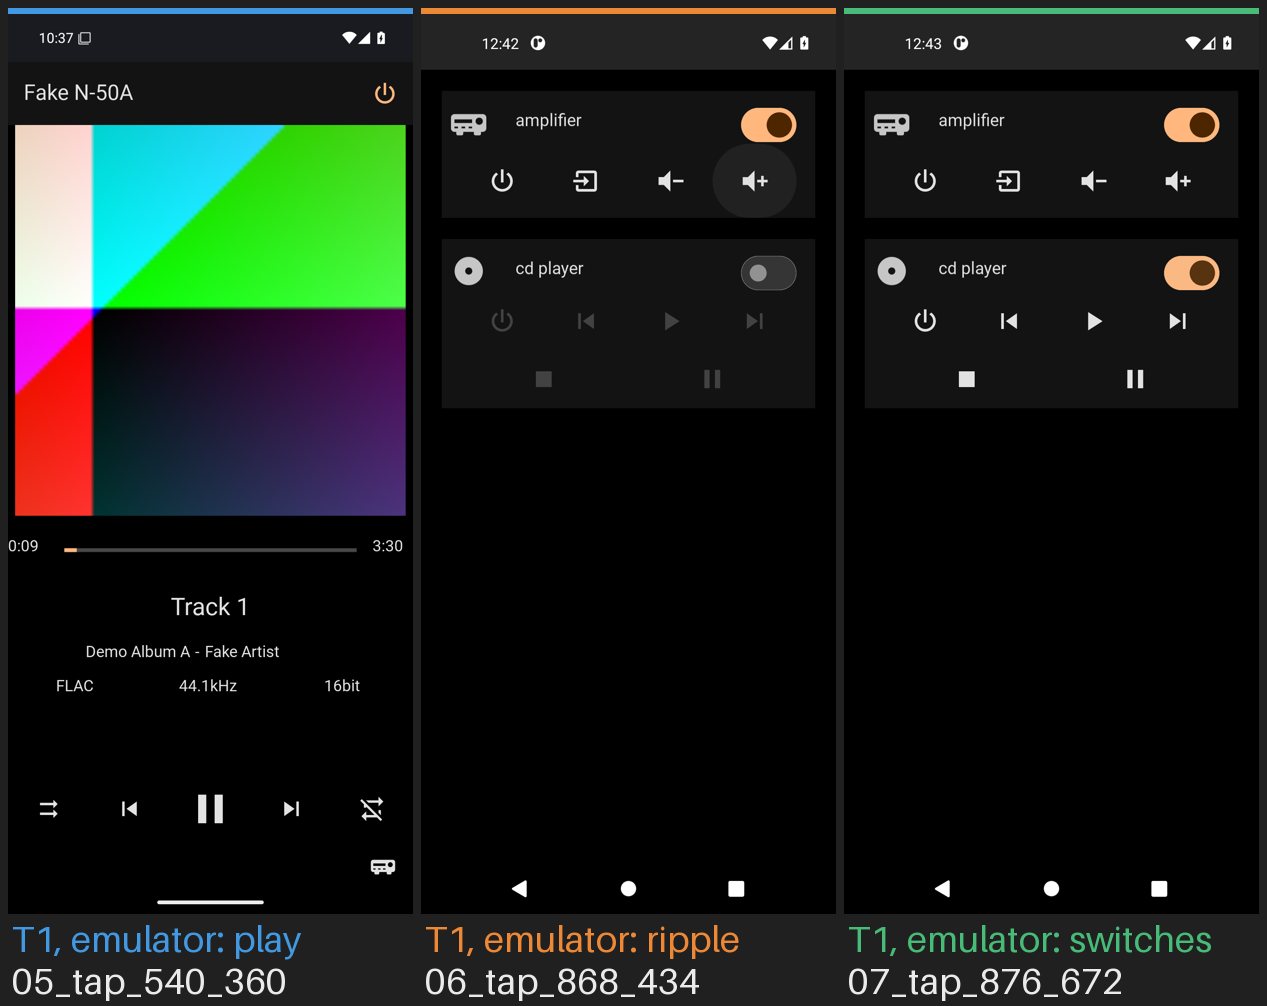 10:37
Fake N-50A
0:09
3:30
Track 1
Demo Album A - Fake Artist
FLAC 44.1kHz 16bit
T1, emulator: play
05_tap_540_360
12:42
amplifier
cd player
T1, emulator: ripple
06_tap_868_434
12:43
amplifier
cd player
T1, emulator: switches
07_tap_876_672